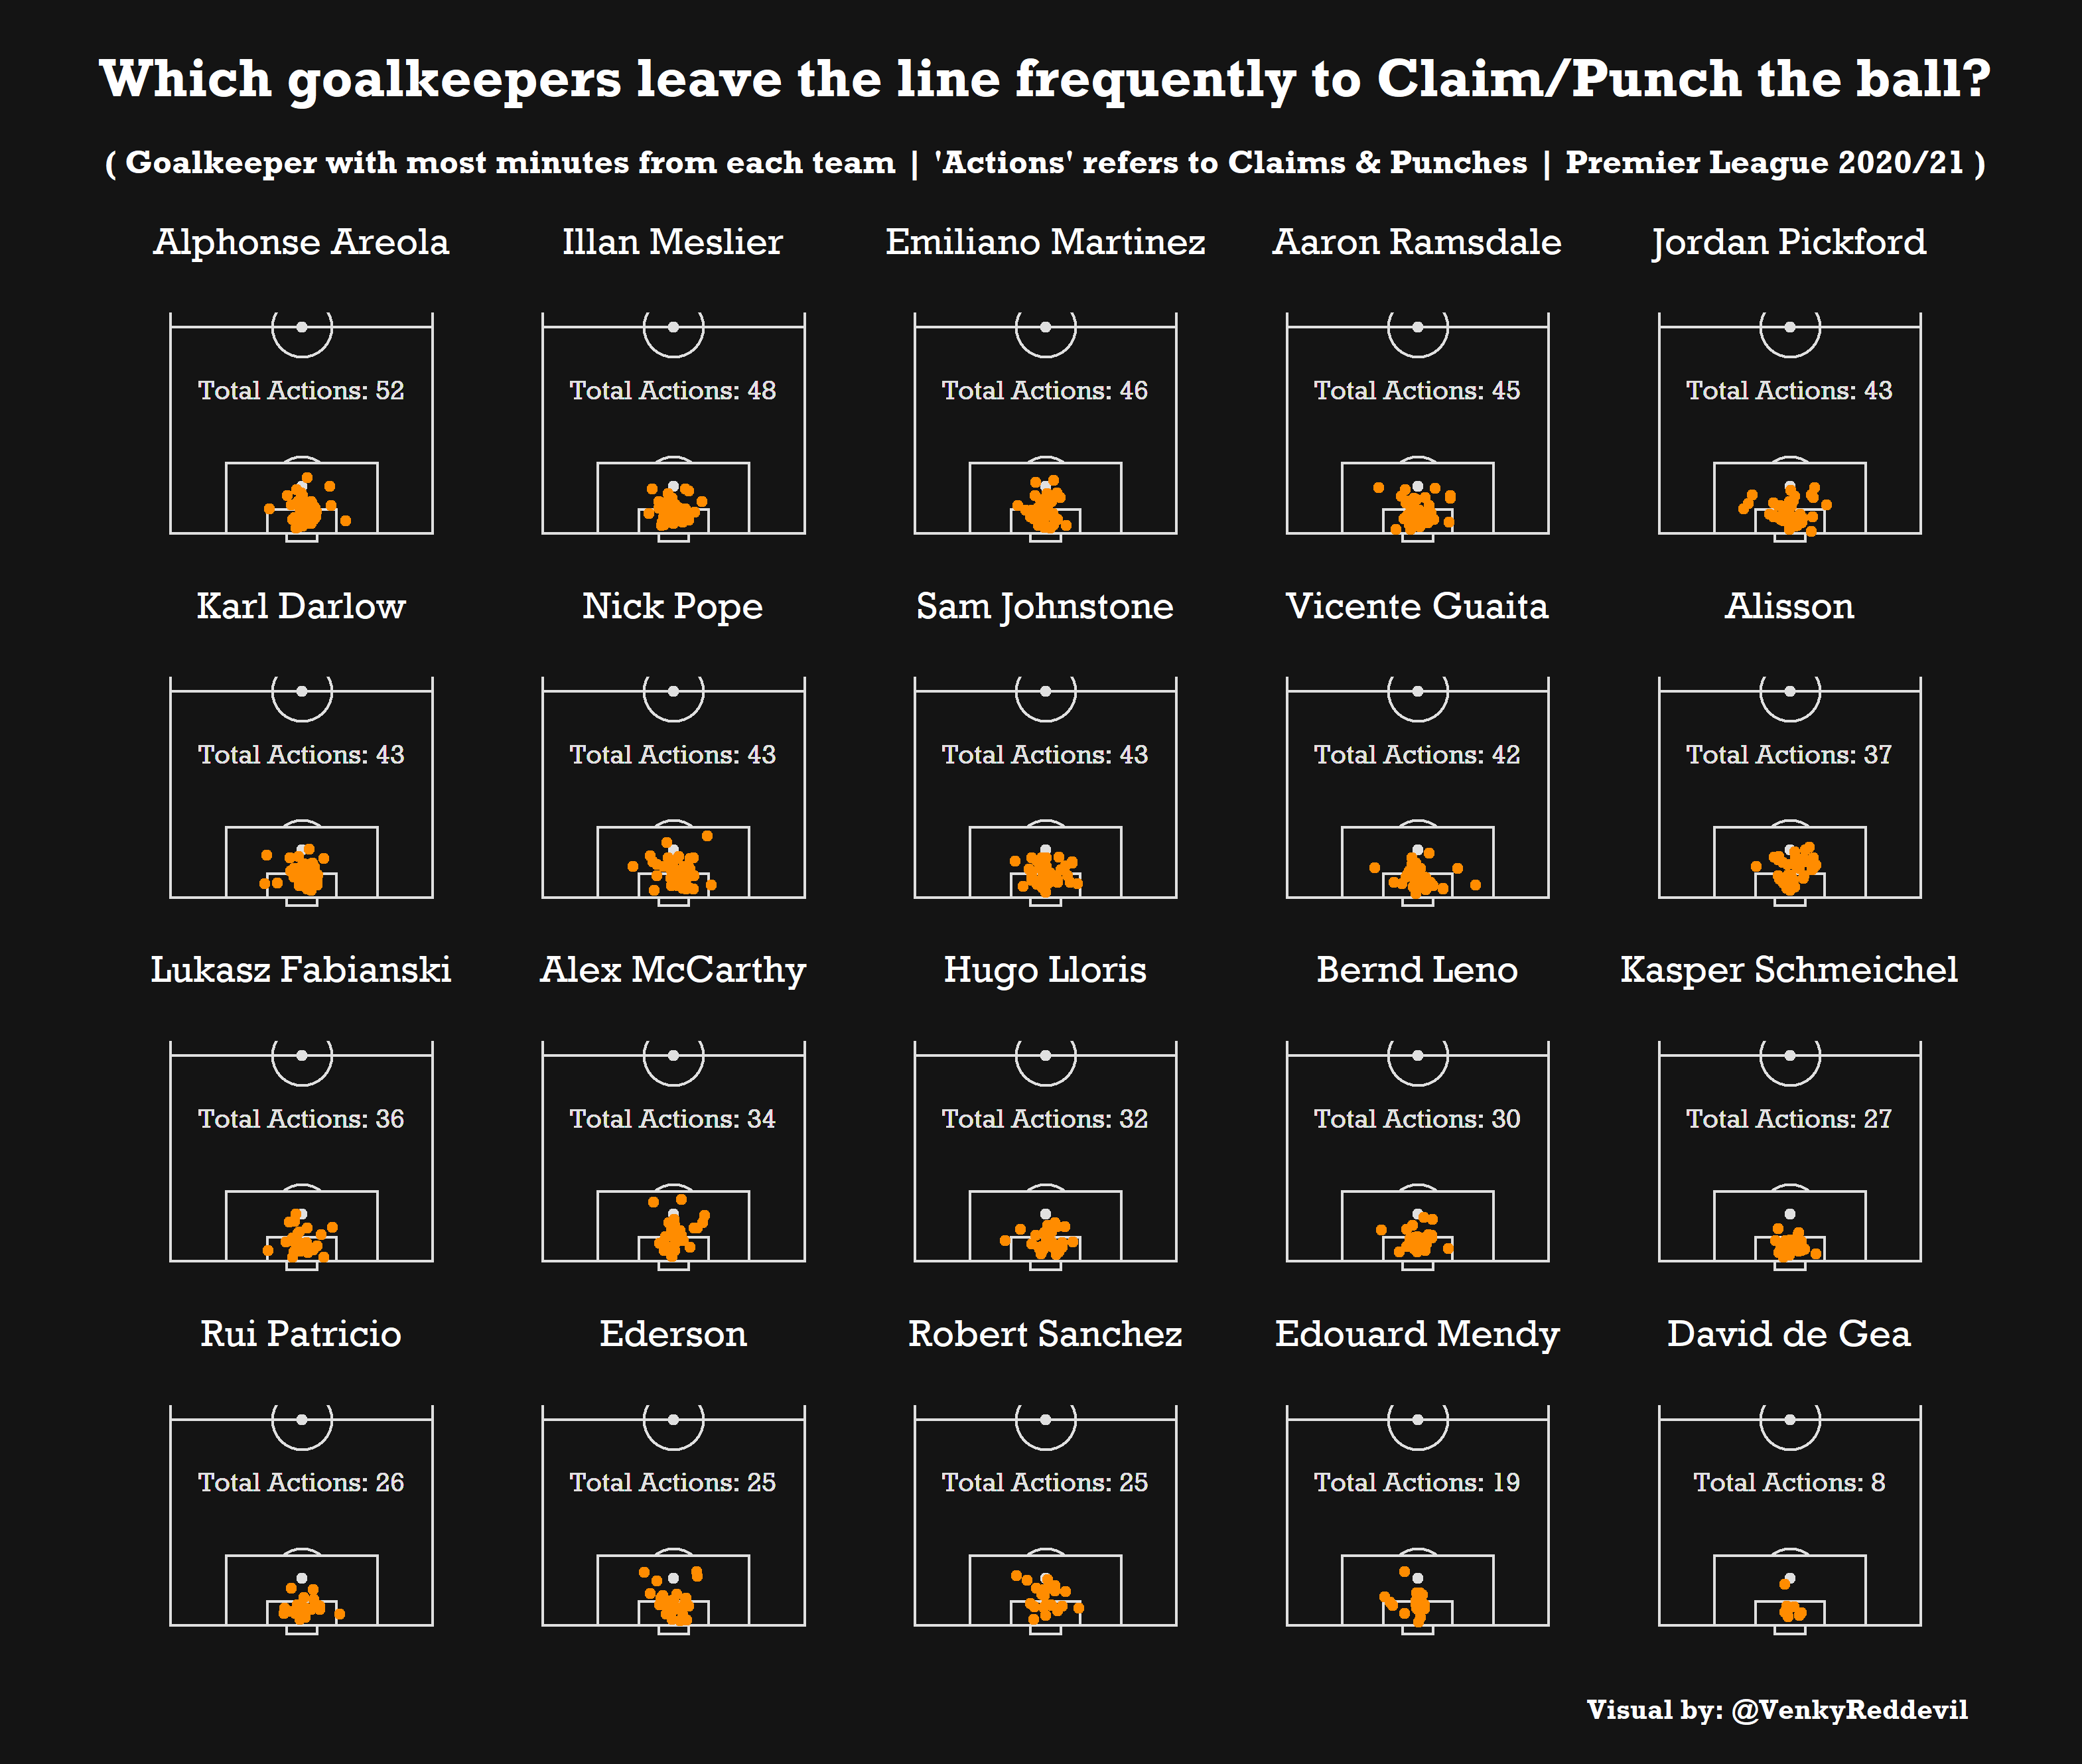 Which goalkeepers leave the line frequently to Claim/Punch the ball?
( Goalkeeper with most minutes from each team | 'Actions' refers to Claims & Punches | Premier League 2020/21 )
Alphonse Areola
Illan Meslier
Emiliano Martinez
Aaron Ramsdale
Jordan Pickford
Total Actions: 52
Total Actions: 48
Total Actions: 46
Total Actions: 45
Total Actions: 43
Karl Darlow
Nick Pope
Sam Johnstone
Vicente Guaita
Alisson
Total Actions: 43
Total Actions: 43
Total Actions: 43
Total Actions: 42
Total Actions: 37
Lukasz Fabianski
Alex McCarthy
Hugo Lloris
Bernd Leno
Kasper Schmeichel
Total Actions: 36
Total Actions: 34
Total Actions: 32
Total Actions: 30
Total Actions: 27
Rui Patricio
Ederson
Robert Sanchez
Edouard Mendy
David de Gea
Total Actions: 26
Total Actions: 25
Total Actions: 25
Total Actions: 19
Total Actions: 8
Visual by: @VenkyReddevil